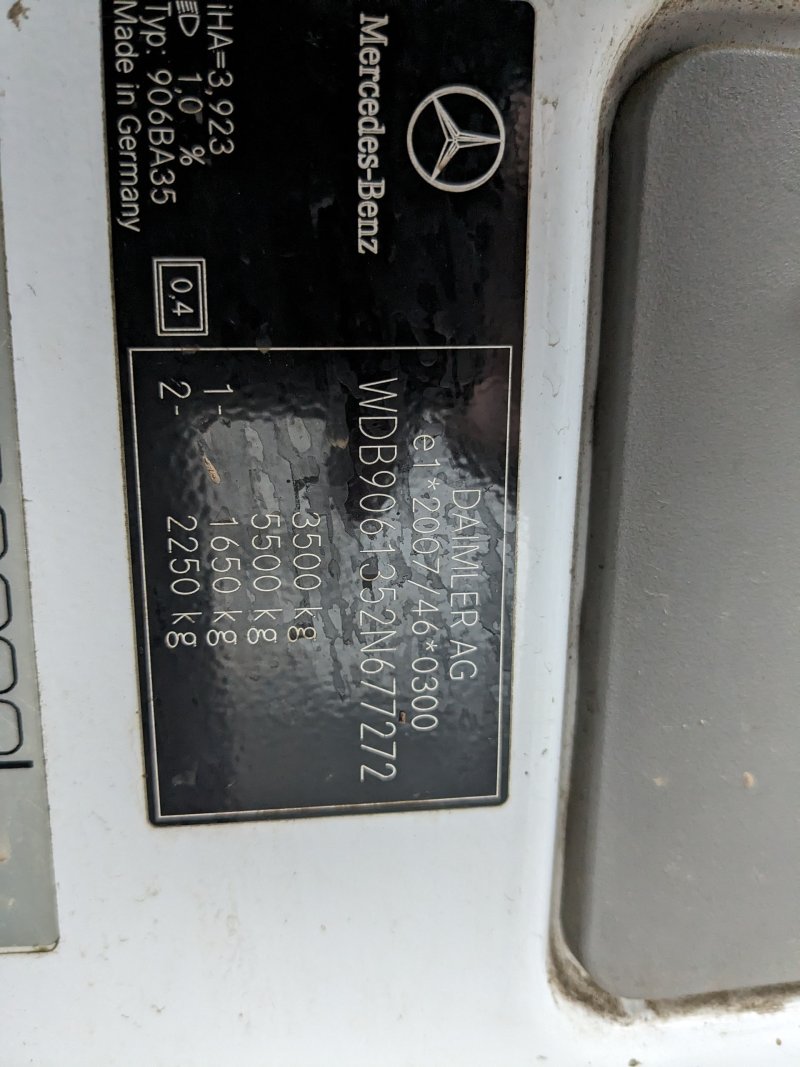 Mercedes-Benz
iHA=3,923
1,0 %
Typ: 906BA35
Made in Germany
0,4
DAIMLER AG
e1*2007/46*0300
WDB9061352N677272
3500 kg
5500 kg
1- 1650 kg
2- 2250 kg